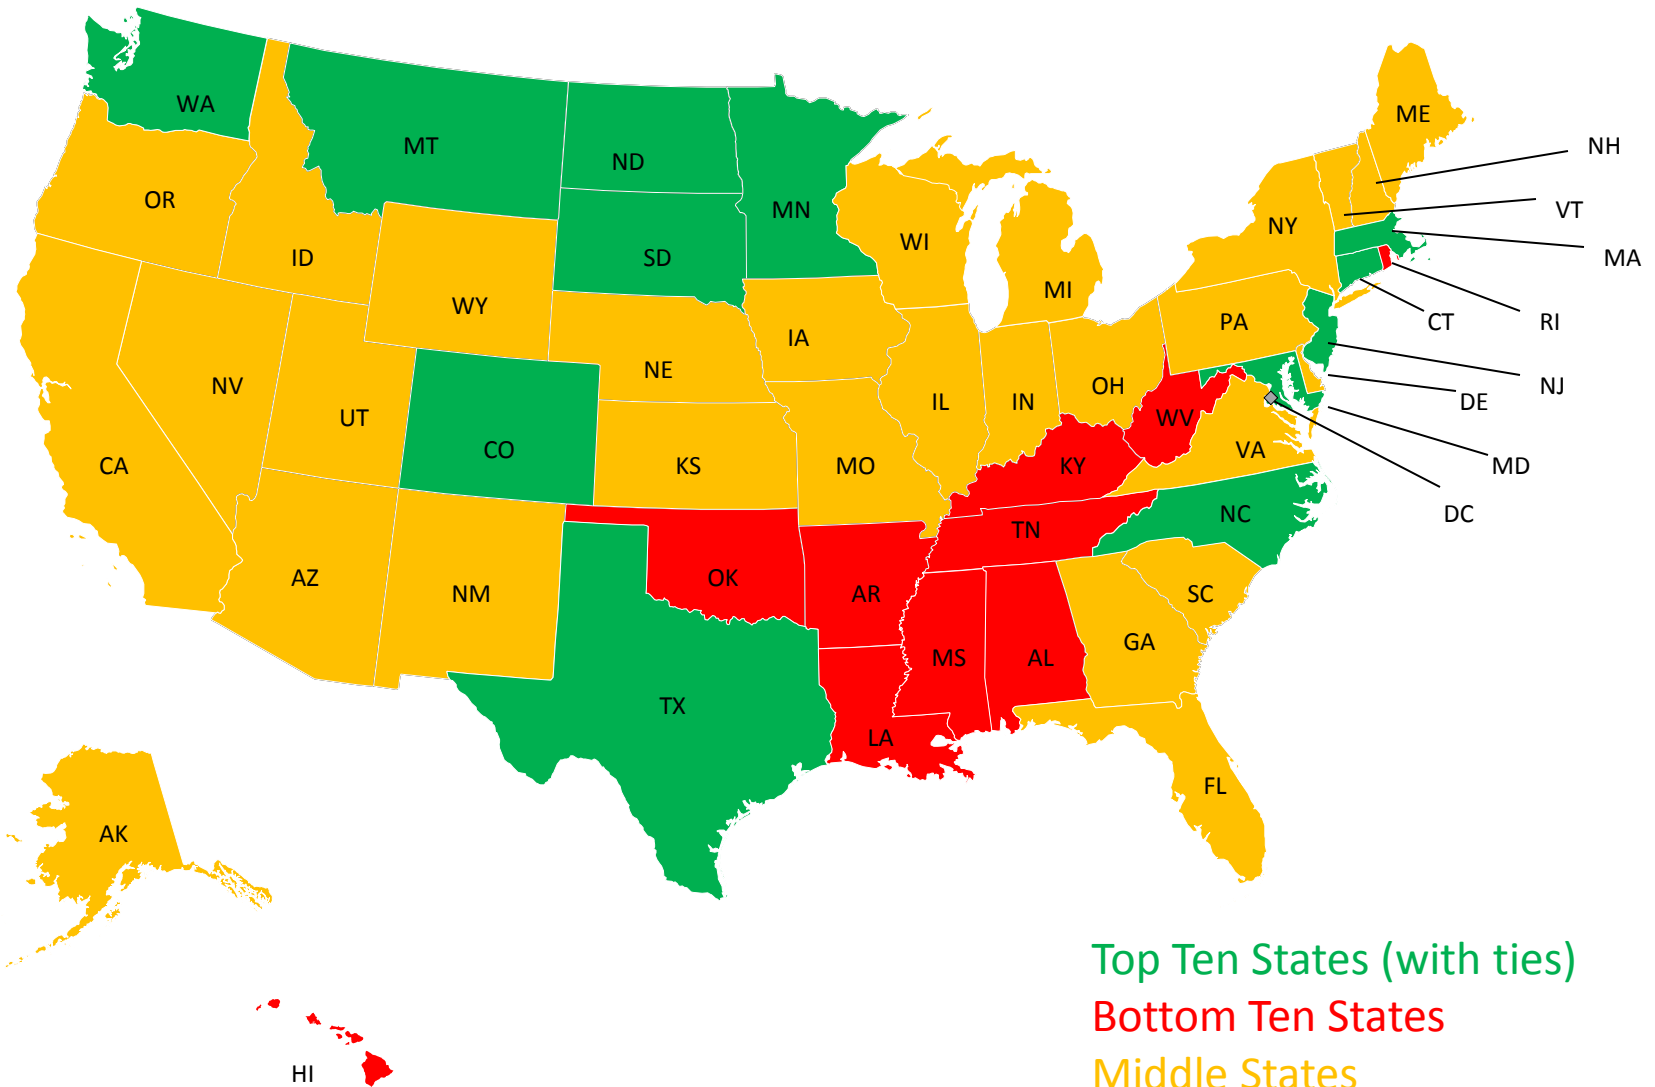 WA
MT
ND
MN
ME
NH
OR
ID
SD
WI
NY
VT
MA
WY
MI
CT
RI
IA
PA
NV
NE
OH
NJ
DE
UT
CO
IL
IN
WV
CA
KS
MO
KY
VA
MD
DC
NC
TN
AZ
NM
OK
AR
SC
MS
AL
GA
TX
LA
FL
AK
HI
Top Ten States (with ties)
Bottom Ten States
Middle States